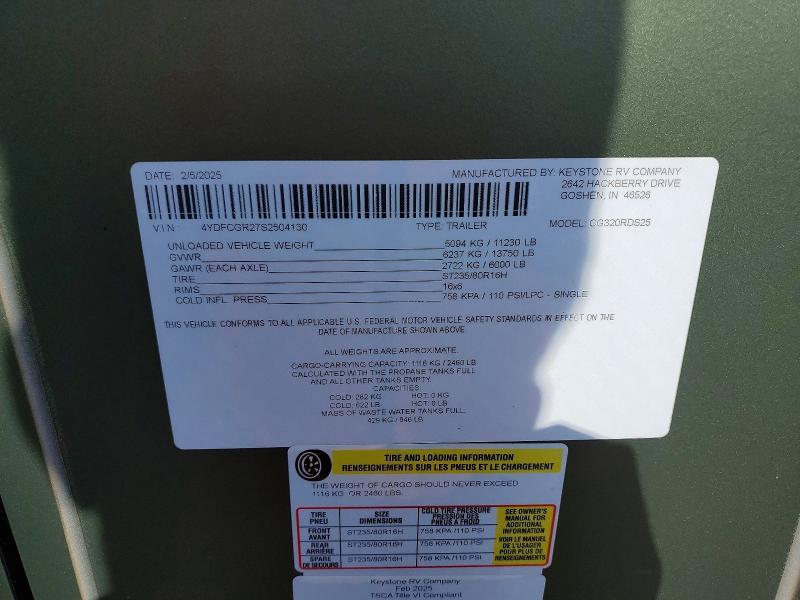 DATE: 2/5/2025 MANUFACTURED BY: KEYSTONE RV COMPANY
2642 HACKBERRY DRIVE
GOSHEN, IN 46526
VIN: 4YDFCGR27S2504130 TYPE: TRAILER MODEL: CG320RDS25
UNLOADED VEHICLE WEIGHT 5094 KG / 11230 LB
GVWR 6237 KG / 13750 LB
GAWR (EACH AXLE) 2722 KG / 6000 LB
TIRE ST235/80R16H
RIMS 16x6
COLD INFL. PRESS 758 KPA / 110 PSI/LPC - SINGLE
THIS VEHICLE CONFORMS TO ALL APPLICABLE U.S. FEDERAL MOTOR VEHICLE SAFETY STANDARDS IN EFFECT ON THE
DATE OF MANUFACTURE SHOWN ABOVE.
ALL WEIGHTS ARE APPROXIMATE.
CARGO-CARRYING CAPACITY: 1116 KG / 2460 LB
CALCULATED WITH THE PROPANE TANKS FULL
AND ALL OTHER TANKS EMPTY.
CAPACITIES
COLD: 282 KG HOT: 0 KG
COLD: 622 LB HOT: 0 LB
MASS OF WASTE WATER TANKS FULL:
429 KG / 946 LB
TIRE AND LOADING INFORMATION
RENSEIGNEMENTS SUR LES PNEUS ET LE CHARGEMENT
THE WEIGHT OF CARGO SHOULD NEVER EXCEED
1116 KG OR 2460 LBS.
TIRE PNEU SIZE DIMENSIONS COLD TIRE PRESSURE PRESSION DES PNEUS A FROID
FRONT AVANT ST235/80R16H 758 KPA /110 PSI
REAR ARRIÈRE ST235/80R16H 758 KPA /110 PSI
SPARE DE SECOURS ST235/80R16H 758 KPA /110 PSI
SEE OWNER'S
MANUAL FOR
ADDITIONAL
INFORMATION
VOIR LE MANUEL
DE L'USAGER
POUR PLUS DE
RENSEIGNEMENTS
Keystone RV Company
Feb 2025
TSCA Title VI Compliant